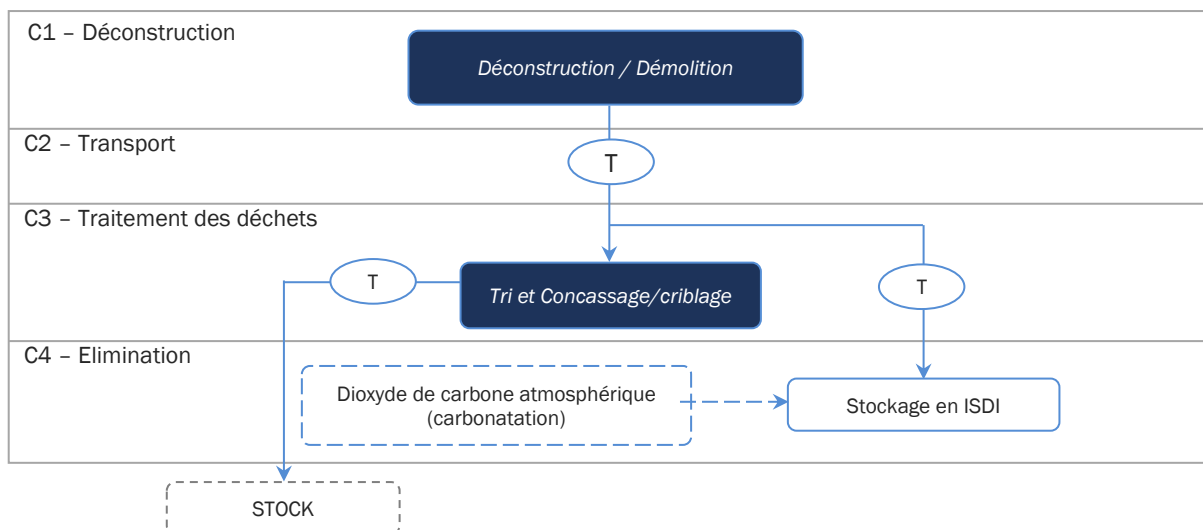 C1 – Déconstruction
Déconstruction / Démolition
C2 – Transport
T
C3 – Traitement des déchets
T
Tri et Concassage/criblage
T
C4 – Elimination
Dioxyde de carbone atmosphérique
(carbonatation)
Stockage en ISDI
STOCK